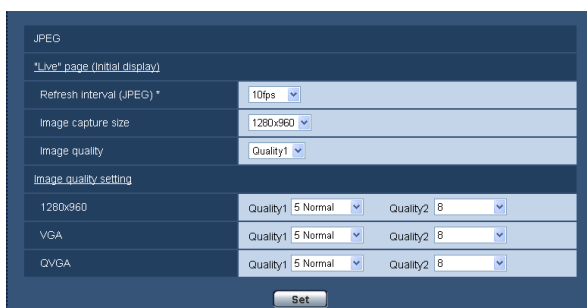 JPEG
"Live" page (Initial display)
Refresh interval (JPEG) * 10fps
Image capture size 1280x960
Image quality Quality1
Image quality setting
1280x960 Quality1 5 Normal Quality2 8
VGA Quality1 5 Normal Quality2 8
QVGA Quality1 5 Normal Quality2 8
Set